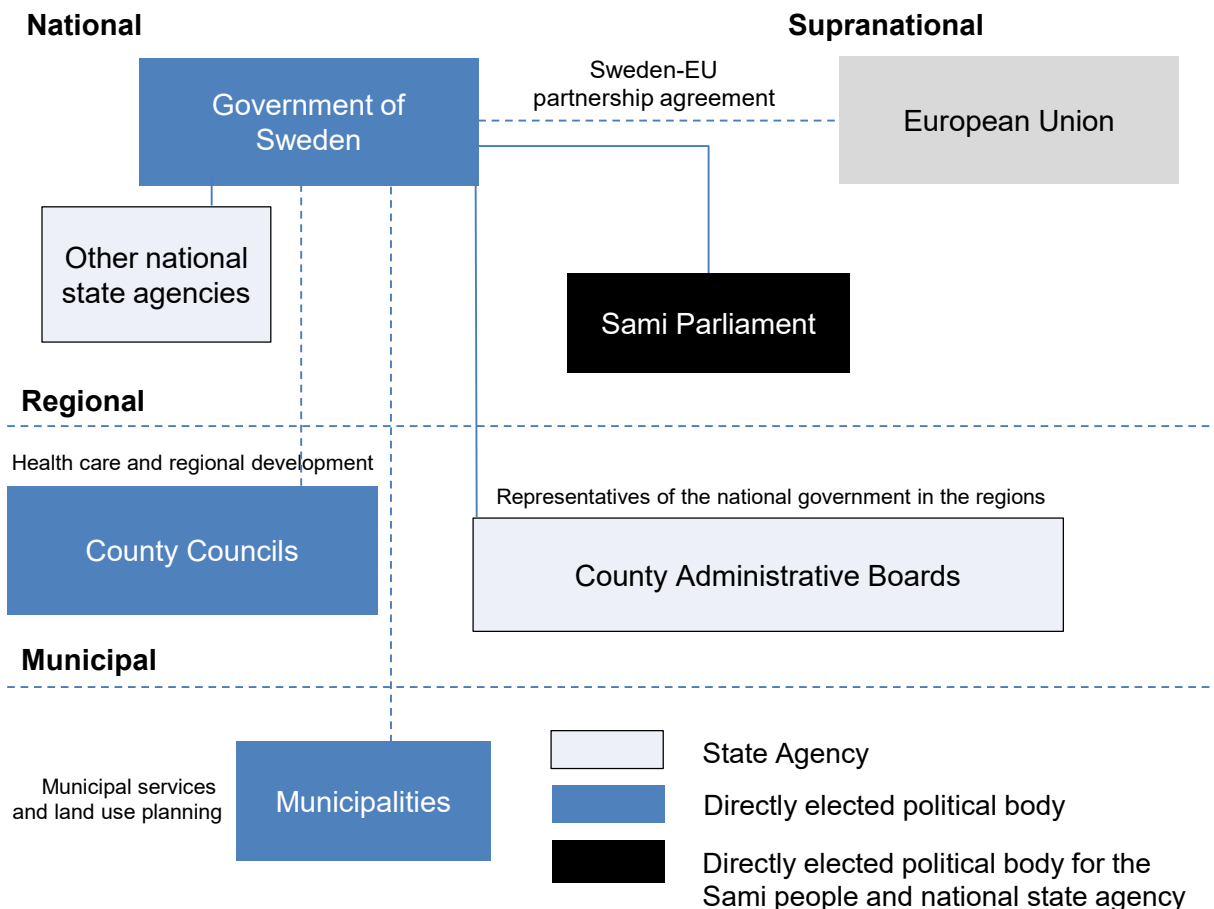 National
Supranational
Sweden-EU
partnership agreement
Government of
Sweden
European Union
Other national
state agencies
Sami Parliament
Regional
Health care and regional development
Representatives of the national government in the regions
County Councils
County Administrative Boards
Municipal
Municipal services
and land use planning
Municipalities
State Agency
Directly elected political body
Directly elected political body for the
Sami people and national state agency